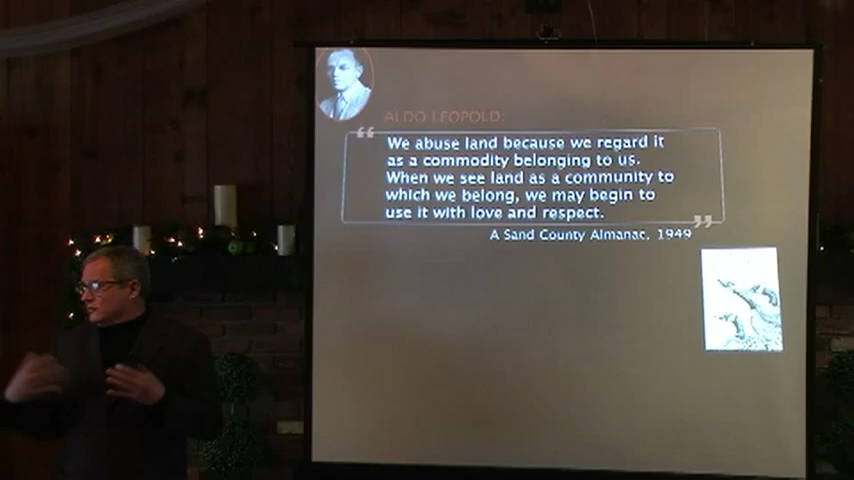 ALDO LEOPOLD:
“
We abuse land because we regard it
as a commodity belonging to us.
When we see land as a community to
which we belong, we may begin to
use it with love and respect.
”
A Sand County Almanac, 1949